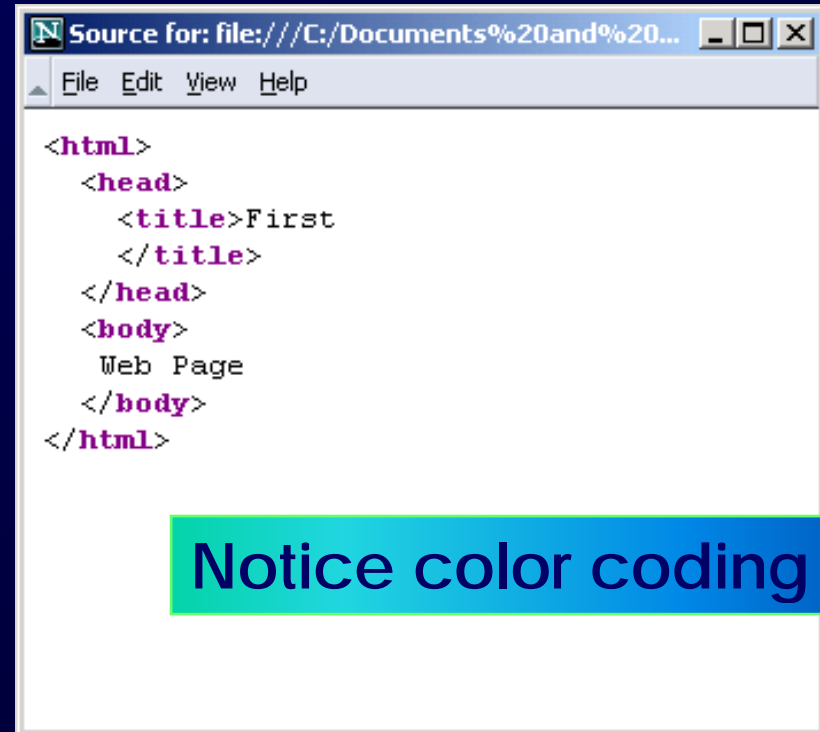 N Source for: file:///C:/Documents%20and%20...
File Edit View Help
<html>
<head>
<title>First
</title>
</head>
<body>
Web Page
</body>
</html>
Notice color coding